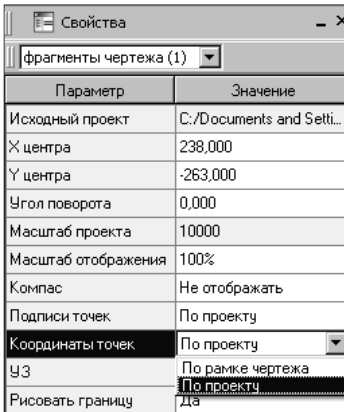 Свойства
фрагменты чертежа (1)
Параметр Значение
Исходный проект C:/Documents and Setti...
X центра 238,000
Y центра -263,000
Угол поворота 0,000
Масштаб проекта 10000
Масштаб отображения 100%
Компас Не отображать
Подписи точек По проекту
Координаты точек По проекту
УЗ По рамке чертежа
По проекту
Рисовать границу Да